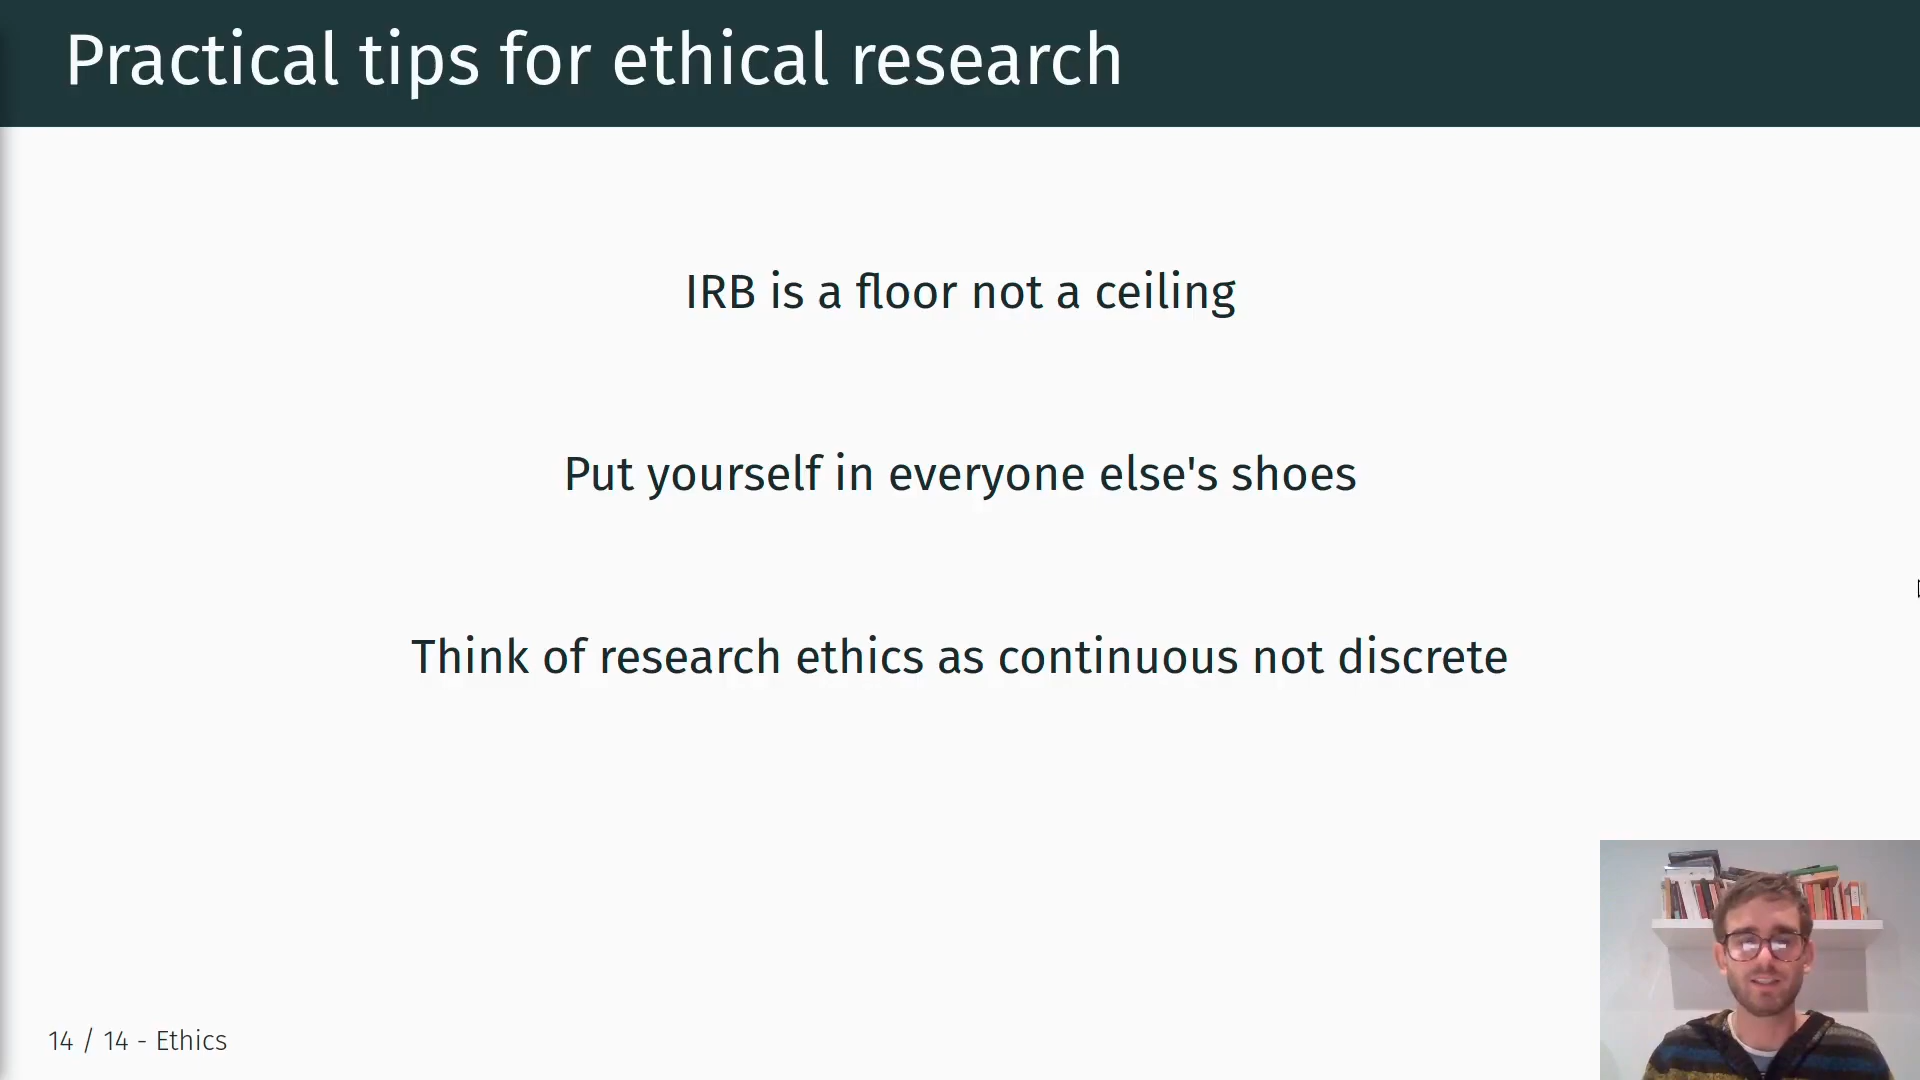 Practical tips for ethical research
IRB is a floor not a ceiling
Put yourself in everyone else's shoes
Think of research ethics as continuous not discrete
14 / 14 - Ethics